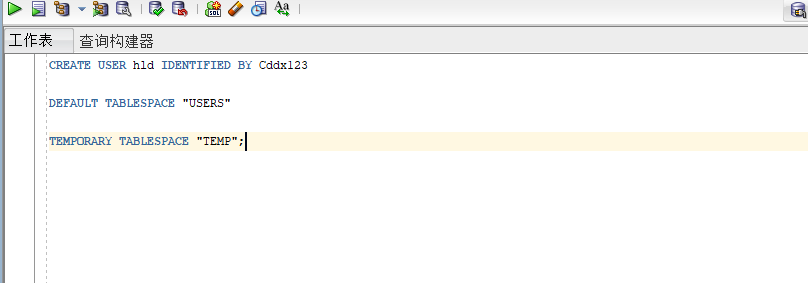 工作表 查询构建器
CREATE USER hld IDENTIFIED BY Cddx123
DEFAULT TABLESPACE "USERS"
TEMPORARY TABLESPACE "TEMP";